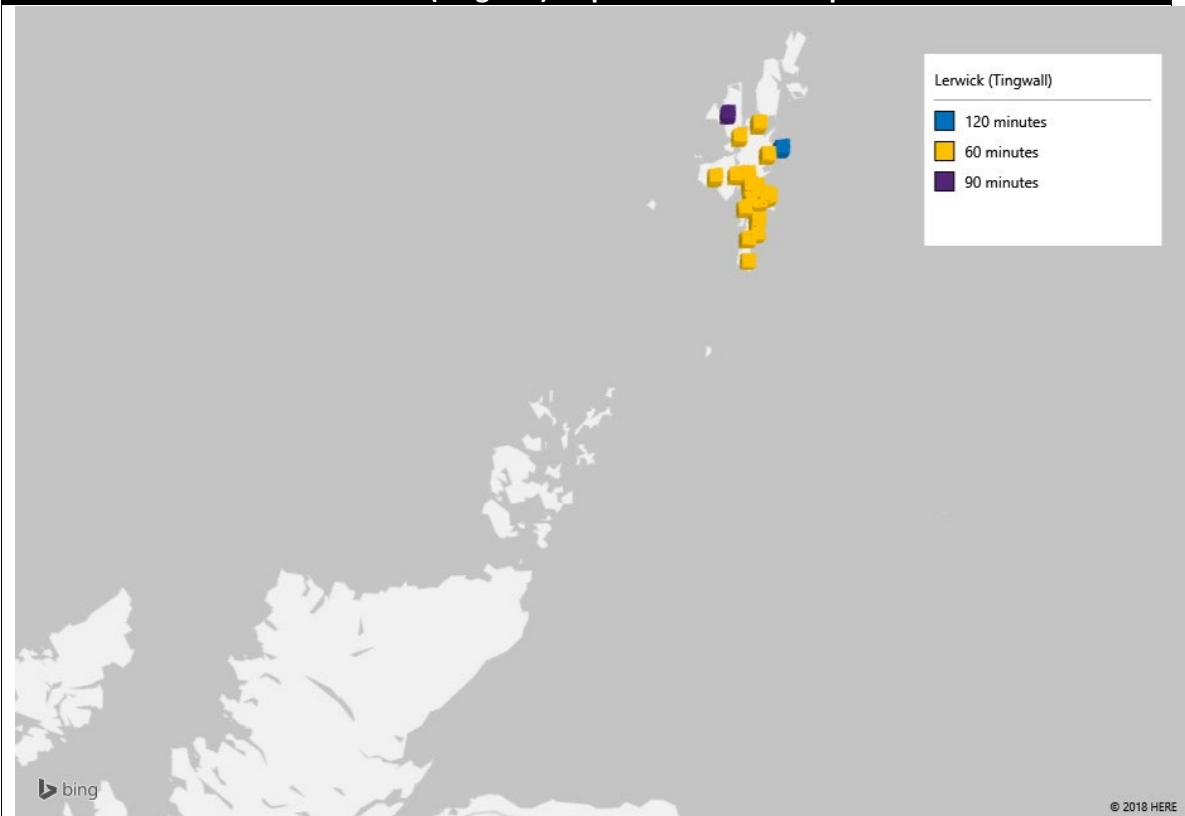 Lerwick (Tingwall)
120 minutes
60 minutes
90 minutes
bing
© 2018 HERE